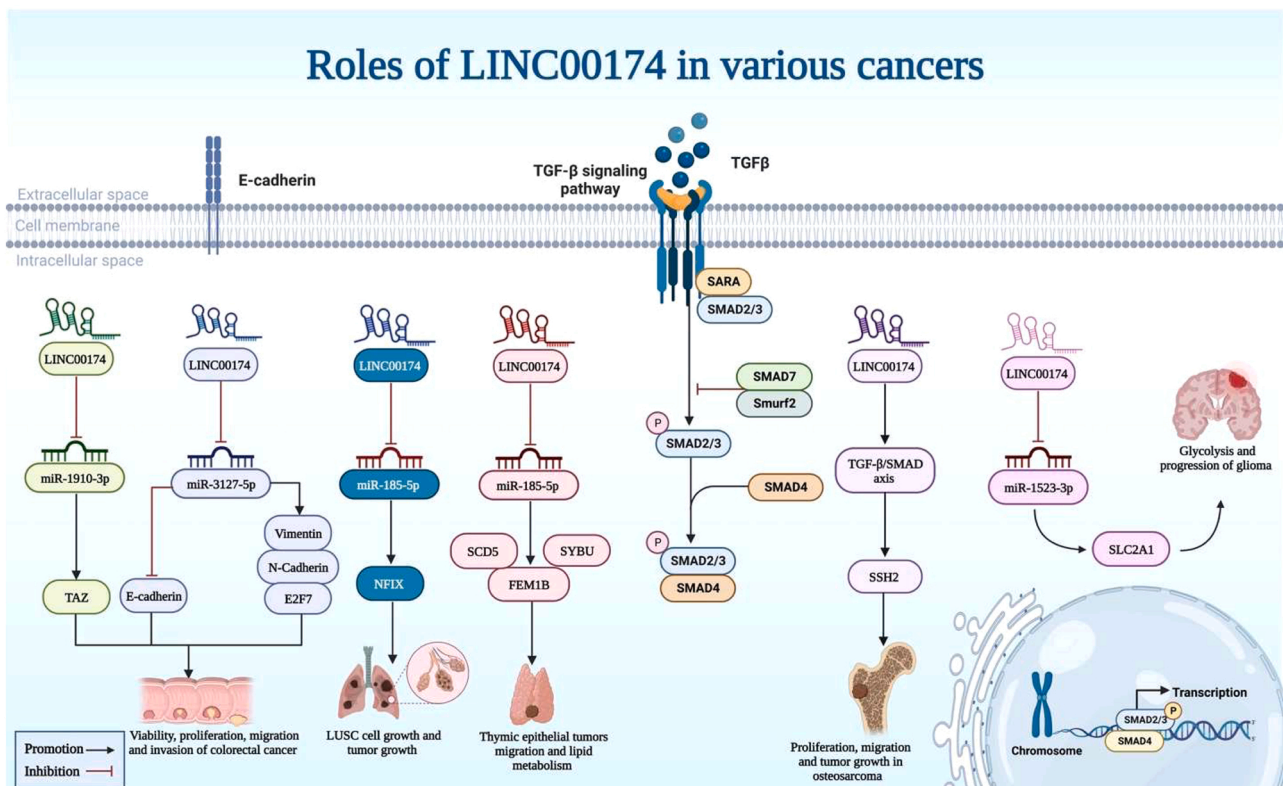 Roles of LINC00174 in various cancers
E-cadherin
TGF-β signaling
pathway
TGFβ
Extracellular space
Cell membrane
Intracellular space
SARA
SMAD2/3
LINC00174
LINC00174
LINC00174
LINC00174
LINC00174
LINC00174
SMAD7
Smurf2
P
SMAD2/3
miR-1910-3p
miR-3127-5p
miR-185-5p
miR-185-5p
TGF-β/SMAD
axis
miR-1523-3p
Glycolysis and
progression of glioma
SMAD4
Vimentin
N-Cadherin
E2F7
SCD5
SYBU
FEM1B
P
SMAD2/3
SMAD4
SLC2A1
TAZ
E-cadherin
NFIX
SSH2
Viability, proliferation, migration
and invasion of colorectal cancer
LUSC cell growth and
tumor growth
Thymic epithelial tumors
migration and lipid
metabolism
Proliferation, migration
and tumor growth in
osteosarcoma
Chromosome
Transcription
SMAD2/3
P
SMAD4
3'
5'
Promotion
Inhibition